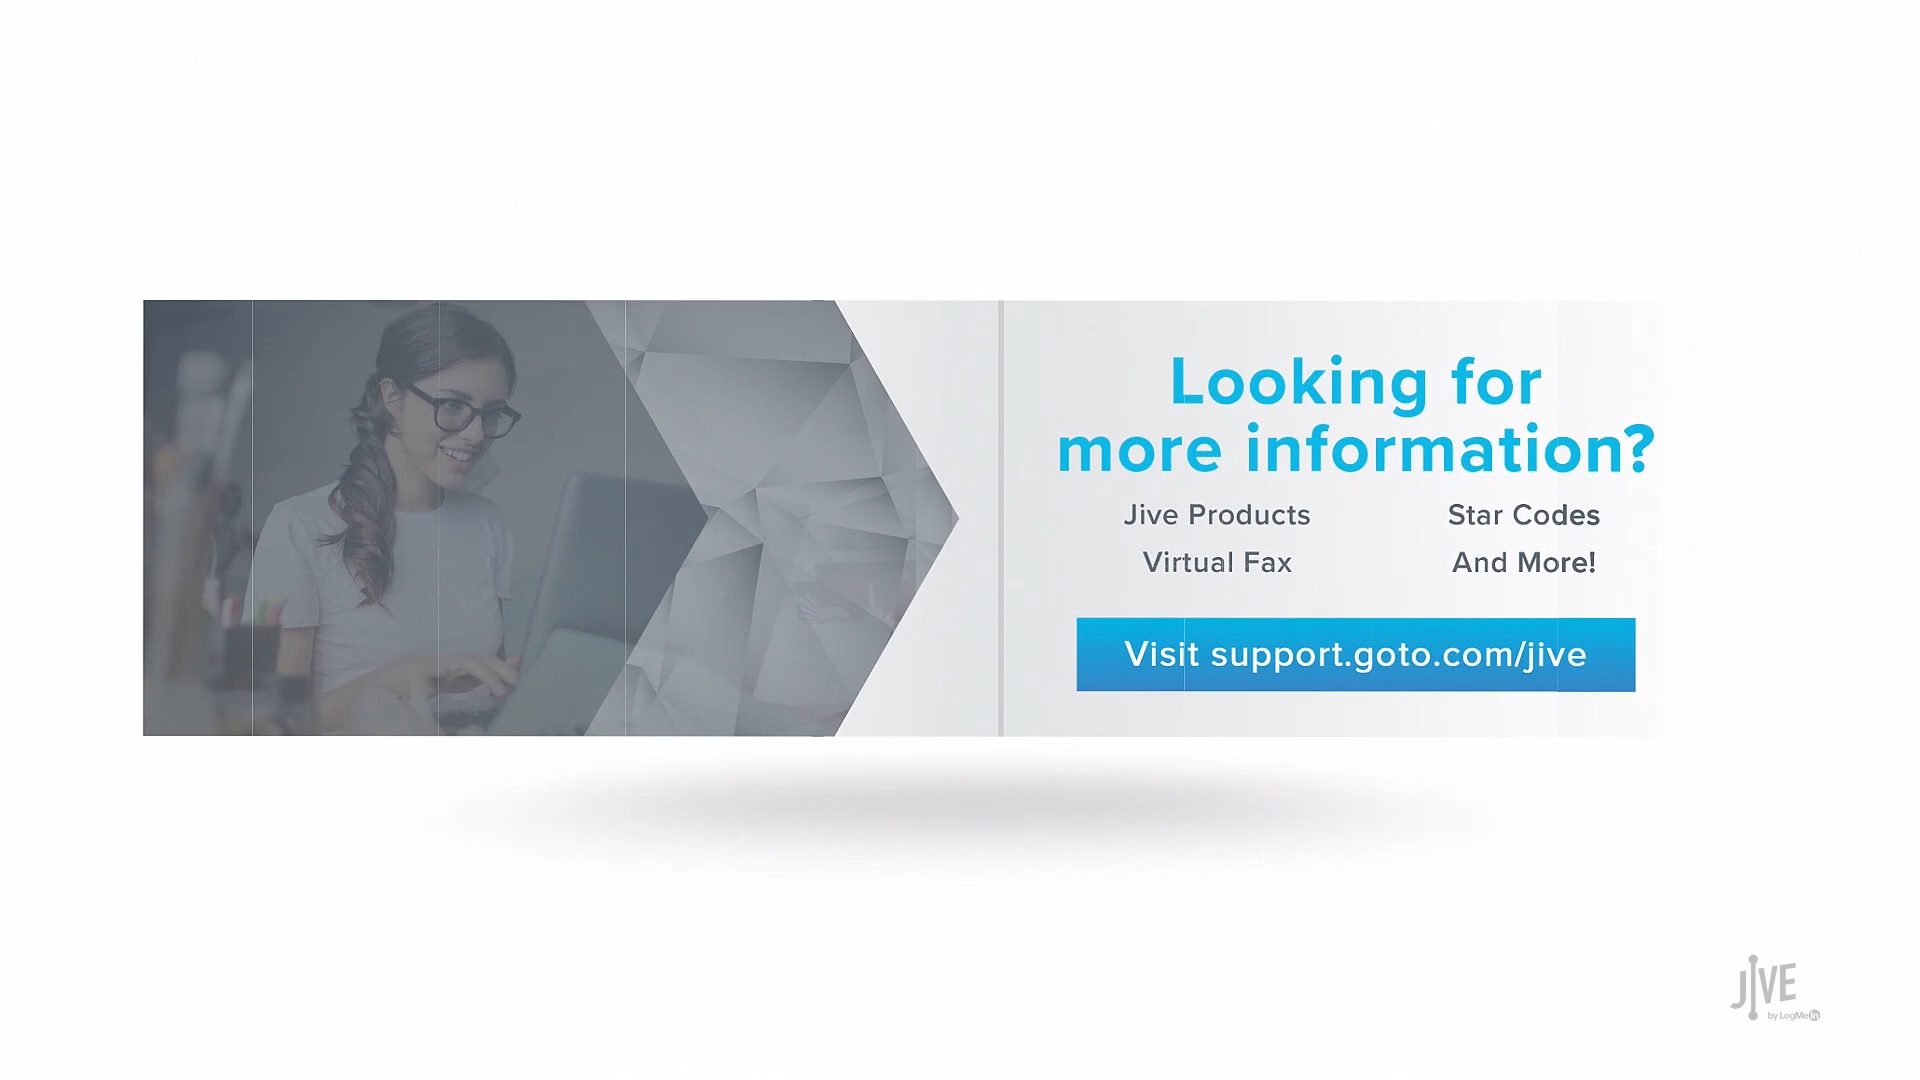 Looking for
more information?
Jive Products
Star Codes
Virtual Fax
And More!
Visit support.goto.com/jive
JIVE
by LogMeIn